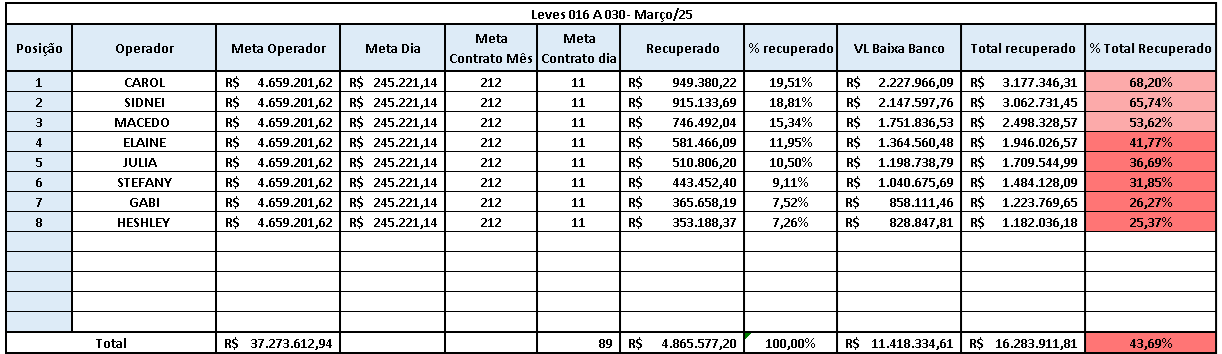 Leves 016 A 030- Março/25
Posição Operador Meta Operador Meta Dia Meta Contrato Mês Meta Contrato dia Recuperado % recuperado VL Baixa Banco Total recuperado % Total Recuperado
1 CAROL R$ 4.659.201,62 R$ 245.221,14 212 11 R$ 949.380,22 19,51% R$ 2.227.966,09 R$ 3.177.346,31 68,20%
2 SIDNEI R$ 4.659.201,62 R$ 245.221,14 212 11 R$ 915.133,69 18,81% R$ 2.147.597,76 R$ 3.062.731,45 65,74%
3 MACEDO R$ 4.659.201,62 R$ 245.221,14 212 11 R$ 746.492,04 15,34% R$ 1.751.836,53 R$ 2.498.328,57 53,62%
4 ELAINE R$ 4.659.201,62 R$ 245.221,14 212 11 R$ 581.466,09 11,95% R$ 1.364.560,48 R$ 1.946.026,57 41,77%
5 JULIA R$ 4.659.201,62 R$ 245.221,14 212 11 R$ 510.806,20 10,50% R$ 1.198.738,79 R$ 1.709.544,99 36,69%
6 STEFANY R$ 4.659.201,62 R$ 245.221,14 212 11 R$ 443.452,40 9,11% R$ 1.040.675,69 R$ 1.484.128,09 31,85%
7 GABI R$ 4.659.201,62 R$ 245.221,14 212 11 R$ 365.658,19 7,52% R$ 858.111,46 R$ 1.223.769,65 26,27%
8 HESHLEY R$ 4.659.201,62 R$ 245.221,14 212 11 R$ 353.188,37 7,26% R$ 828.847,81 R$ 1.182.036,18 25,37%
Total R$ 37.273.612,94 89 R$ 4.865.577,20 100,00% R$ 11.418.334,61 R$ 16.283.911,81 43,69%